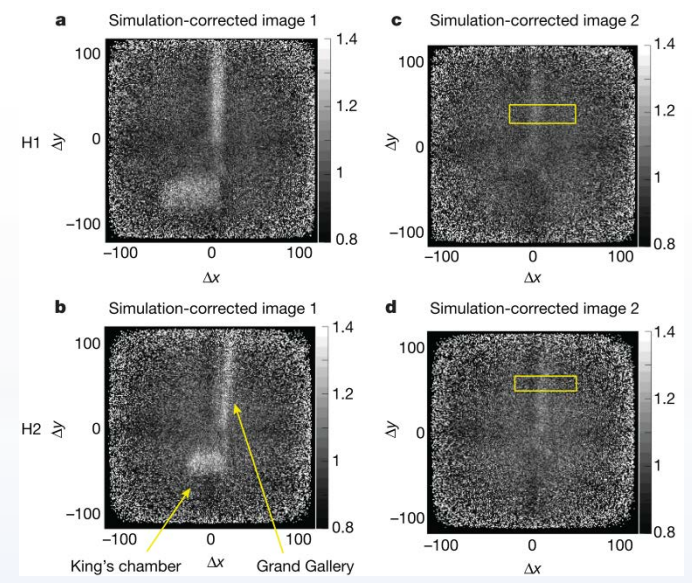 a Simulation-corrected image 1
1.4
100
1.2
H1 Δy 0
1
−100
0.8
−100 0 100
Δx
c Simulation-corrected image 2
1.4
100
1.2
Δy 0
1
−100
0.8
−100 0 100
Δx
b Simulation-corrected image 1
1.4
100
1.2
H2 Δy 0
1
−100
0.8
−100 0 100
King's chamber Δx Grand Gallery
d Simulation-corrected image 2
1.4
100
1.2
Δy 0
1
−100
0.8
−100 0 100
Δx